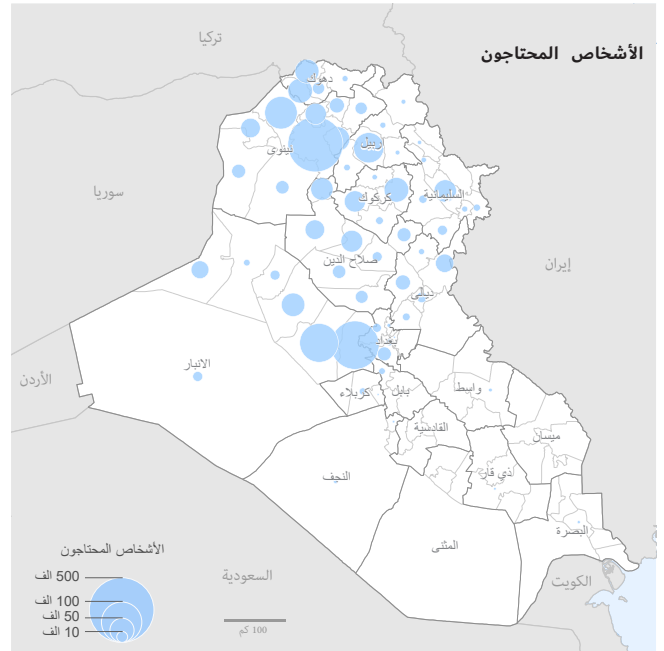 الأشخاص المحتاجون
تركيا
دهوك
نينوى
اربيل
سوريا
كركوك
السليمانية
إيران
صلاح الدين
ديالى
بغداد
الأردن
الانبار
كربلاء
بابل
واسط
القادسية
ميسان
النجف
ذي قار
المثنى
البصرة
السعودية
الكويت
الأشخاص المحتاجون
500 الف
100 الف
50 الف
10 الف
100 كم